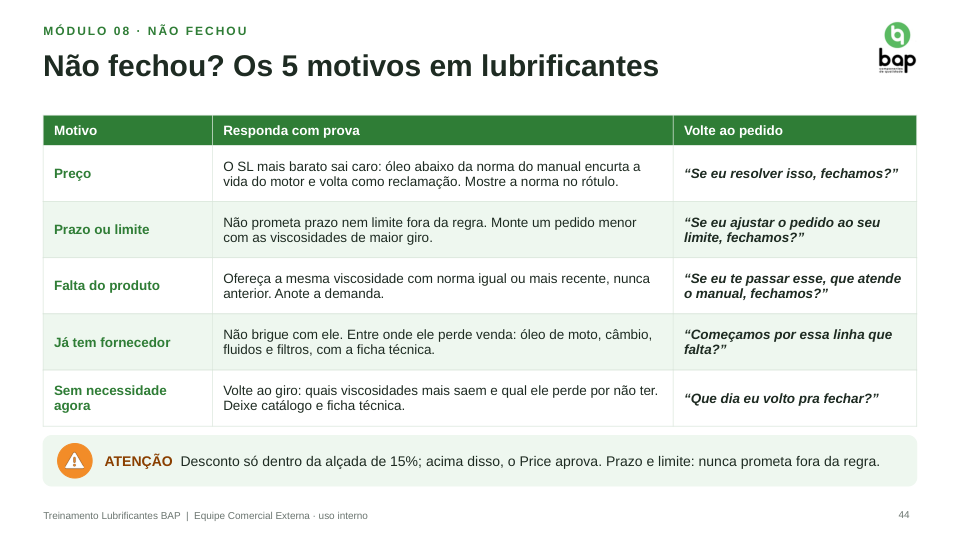 MÓDULO 08 · NÃO FECHOU
Não fechou? Os 5 motivos em lubrificantes
bap
Motivo
Responda com prova
Volte ao pedido
Preço
O SL mais barato sai caro: óleo abaixo da norma do manual encurta a
vida do motor e volta como reclamação. Mostre a norma no rótulo.
“Se eu resolver isso, fechamos?”
Prazo ou limite
Não prometa prazo nem limite fora da regra. Monte um pedido menor
com as viscosidades de maior giro.
“Se eu ajustar o pedido ao seu
limite, fechamos?”
Falta do produto
Ofereça a mesma viscosidade com norma igual ou mais recente, nunca
anterior. Anote a demanda.
“Se eu te passar esse, que atende
o manual, fechamos?”
Já tem fornecedor
Não brigue com ele. Entre onde ele perde venda: óleo de moto, câmbio,
fluidos e filtros, com a ficha técnica.
“Começamos por essa linha que
falta?”
Sem necessidade
agora
Volte ao giro: quais viscosidades mais saem e qual ele perde por não ter.
Deixe catálogo e ficha técnica.
“Que dia eu volto pra fechar?”
ATENÇÃO Desconto só dentro da alçada de 15%; acima disso, o Price aprova. Prazo e limite: nunca prometa fora da regra.
Treinamento Lubrificantes BAP | Equipe Comercial Externa · uso interno
44